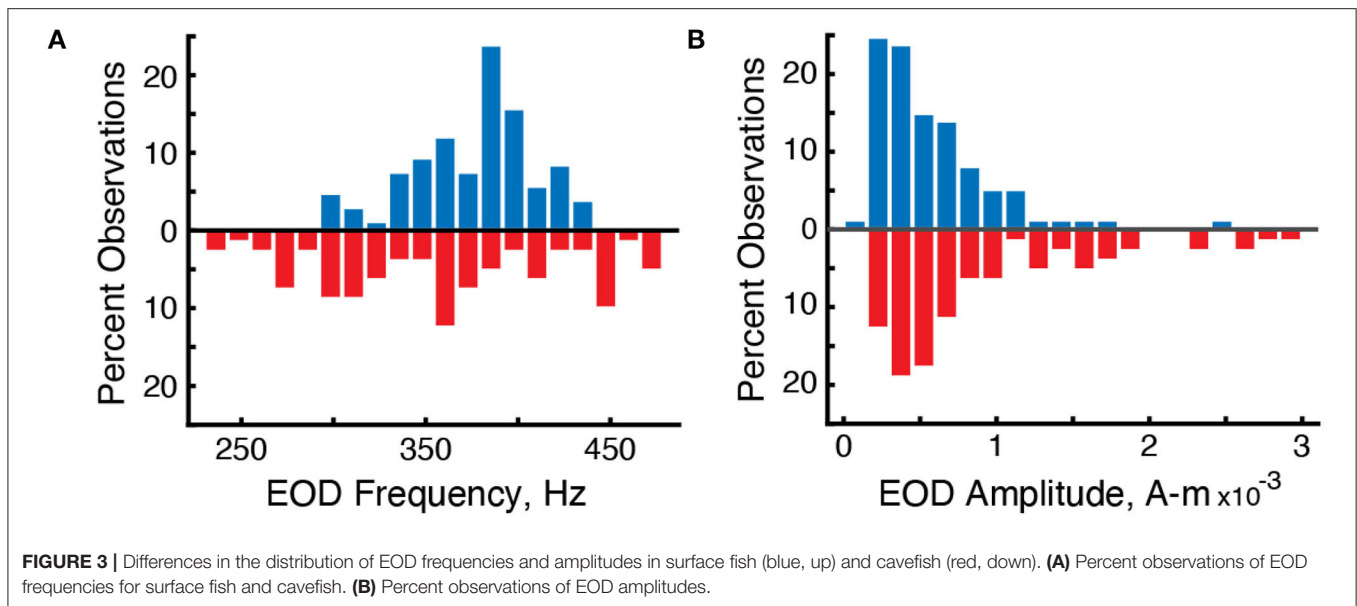 A
Percent Observations
20
10
0
10
20
250 350 450
EOD Frequency, Hz
B
Percent Observations
20
10
0
10
20
0 1 2 3
EOD Amplitude, A-m x10-3
FIGURE 3 | Differences in the distribution of EOD frequencies and amplitudes in surface fish (blue, up) and cavefish (red, down). (A) Percent observations of EOD
frequencies for surface fish and cavefish. (B) Percent observations of EOD amplitudes.